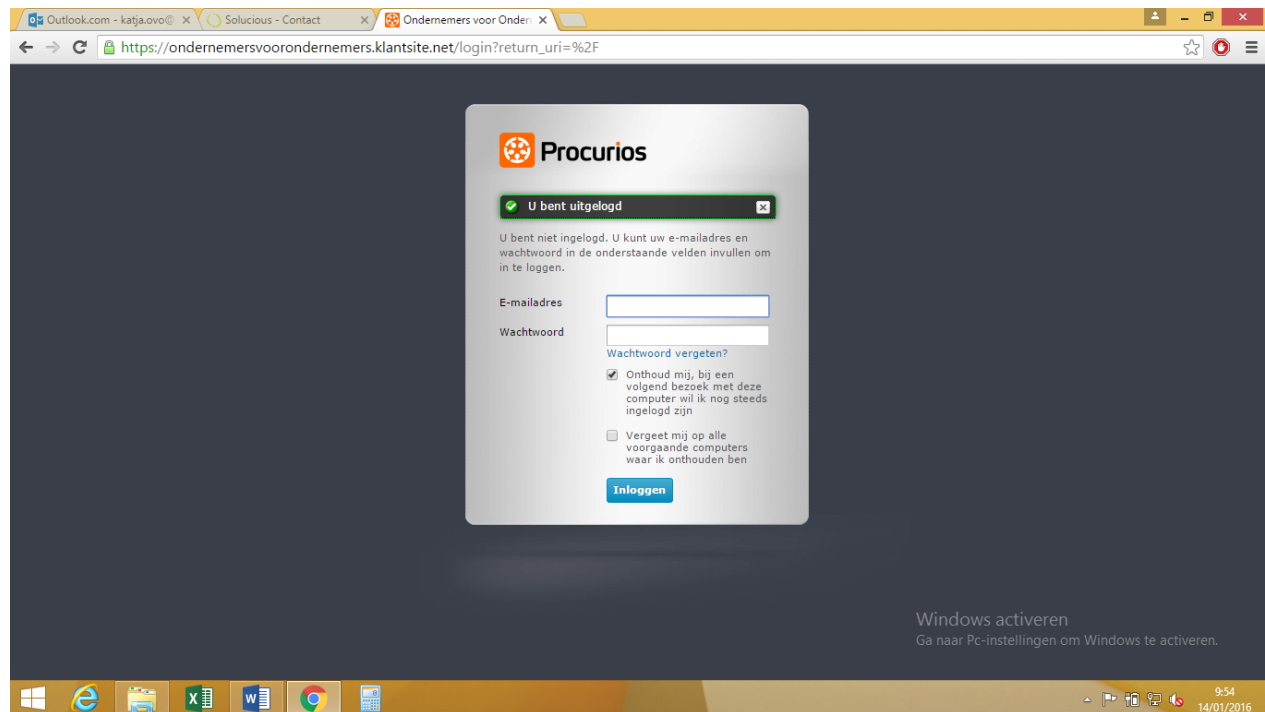 Outlook.com - katja.ovo@
Solucious - Contact
Ondernemers voor Ondern
https://ondernemersvoorondernemers.klantsite.net/login?return_uri=%2F
Procurios
U bent uitgelogd
U bent niet ingelogd. U kunt uw e-mailadres en
wachtwoord in de onderstaande velden invullen om
in te loggen.
E-mailadres
Wachtwoord
Wachtwoord vergeten?
Onthoud mij, bij een
volgend bezoek met deze
computer wil ik nog steeds
ingelogd zijn
Vergeet mij op alle
voorgaande computers
waar ik onthouden ben
Inloggen
Windows activeren
Ga naar Pc-instellingen om Windows te activeren.
9:54
14/01/2016